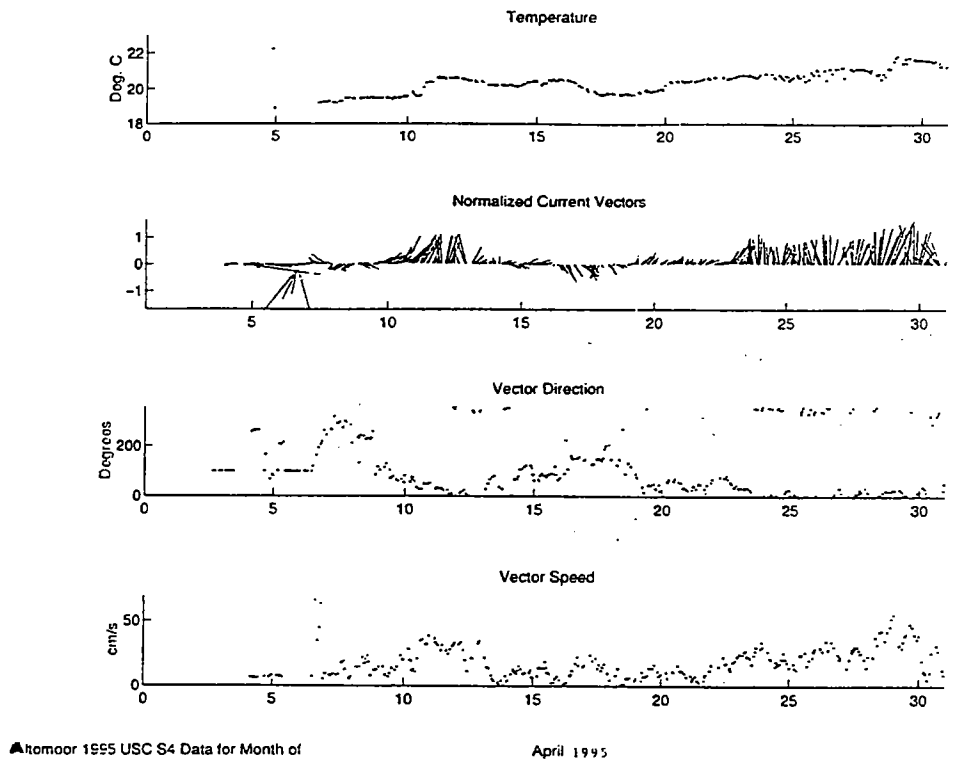 Temperature
Deg. C
22
20
18
0 5 10 15 20 25 30
Normalized Current Vectors
1
0
-1
5 10 15 20 25 30
Vector Direction
Degrees
200
0
0 5 10 15 20 25 30
Vector Speed
cm/s
50
0
0 5 10 15 20 25 30
Altomoor 1995 USC S4 Data for Month of April 1995